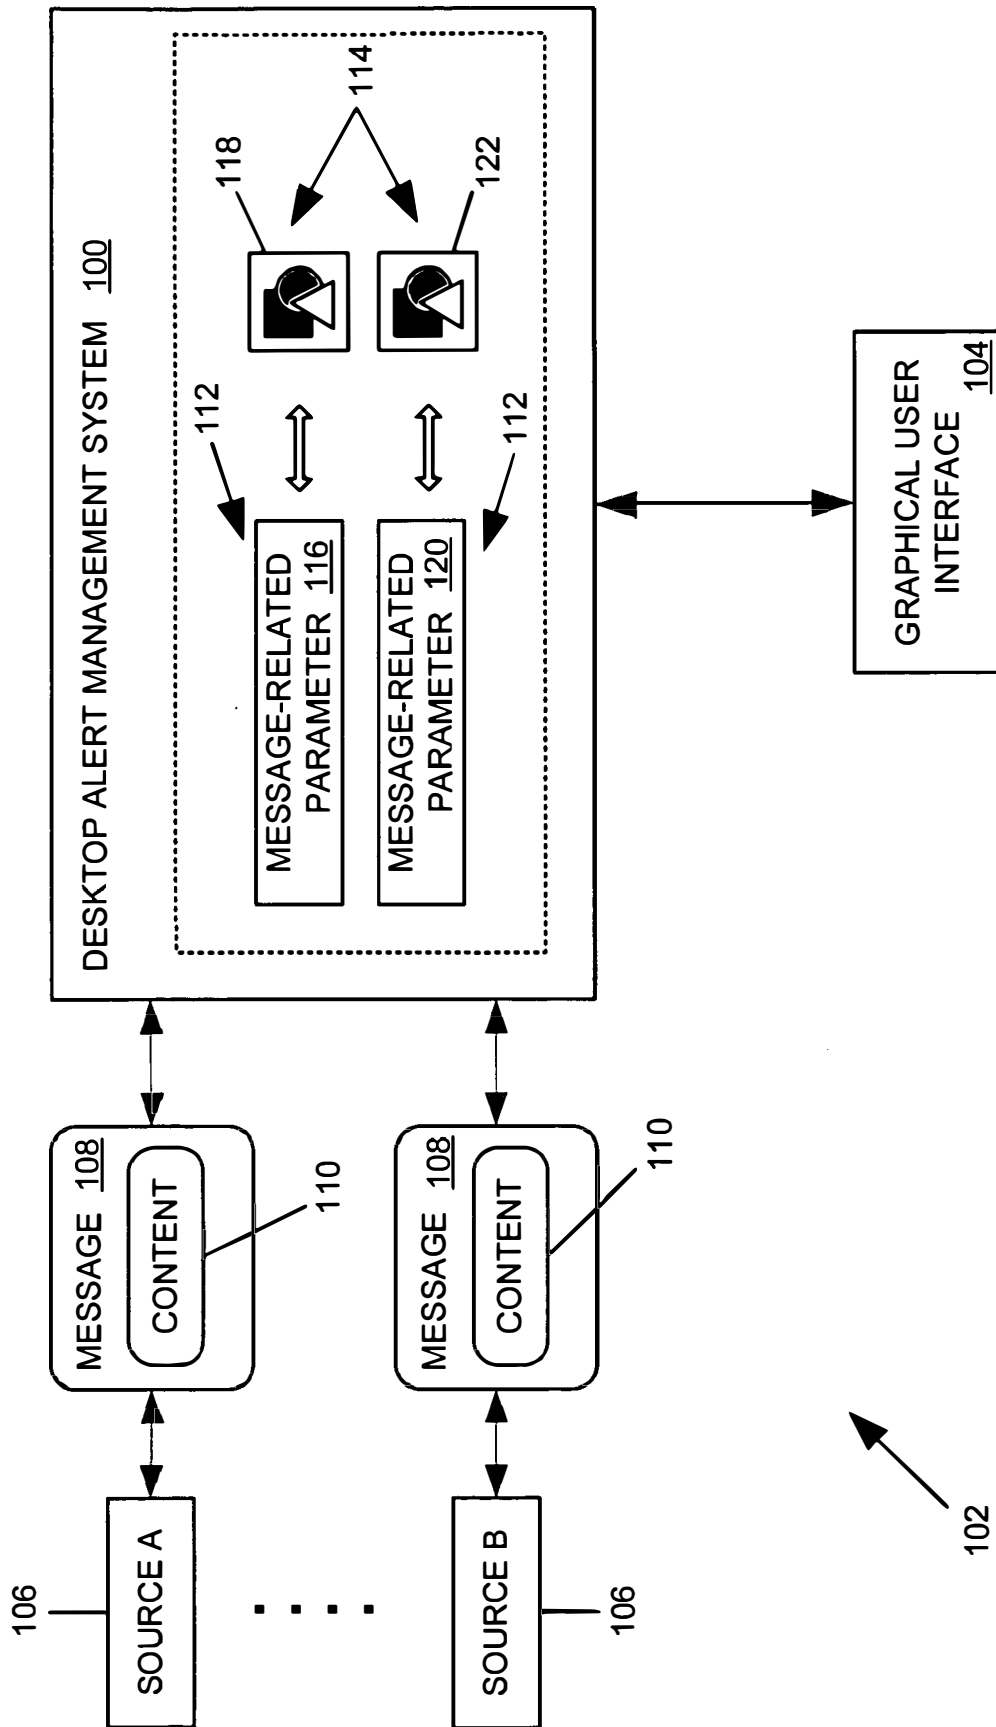 DESKTOP ALERT MANAGEMENT SYSTEM 100
106
SOURCE A
MESSAGE 108
CONTENT
110
112
MESSAGE-RELATED
PARAMETER 116
118
114
MESSAGE-RELATED
PARAMETER 120
112
122
. . . .
SOURCE B
106
MESSAGE 108
CONTENT
110
GRAPHICAL USER
INTERFACE
104
102